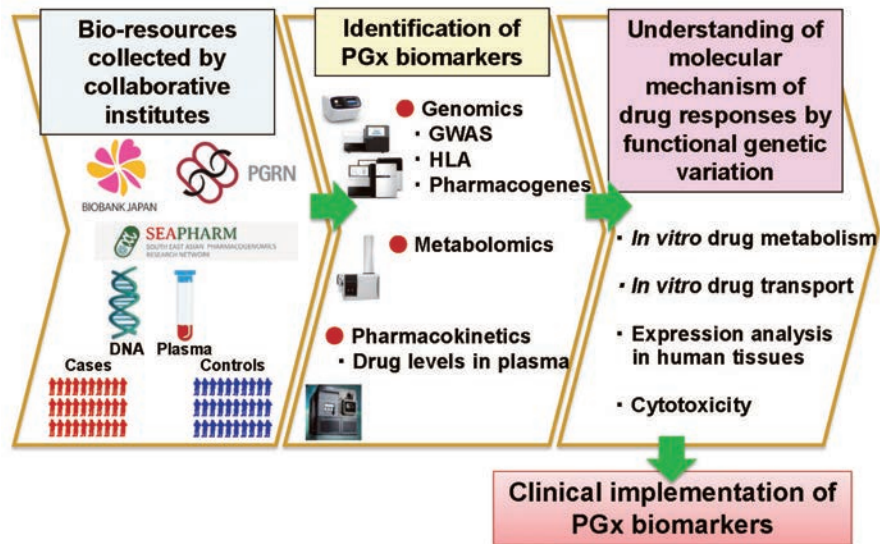 Bio-resources
collected by
collaborative
institutes
BIOBANK JAPAN
PGRN
SEAPHARM
SOUTH EAST ASIAN PHARMACOGENOMICS
RESEARCH NETWORK
DNA Plasma
Cases Controls
Identification of
PGx biomarkers
● Genomics
· GWAS
· HLA
· Pharmacogenes
● Metabolomics
● Pharmacokinetics
· Drug levels in plasma
Understanding of
molecular
mechanism of
drug responses by
functional genetic
variation
· In vitro drug metabolism
· In vitro drug transport
· Expression analysis
in human tissues
· Cytotoxicity
Clinical implementation of
PGx biomarkers